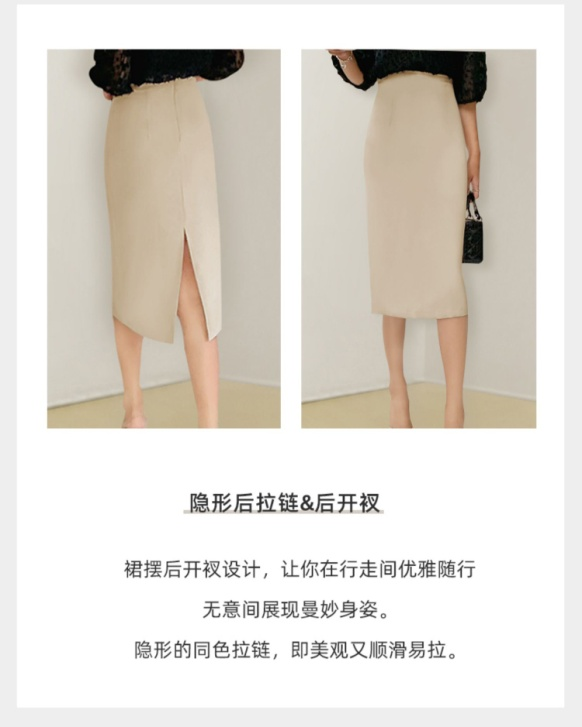 隐形后拉链&后开衩
裙摆后开衩设计，让你在行走间优雅随行
无意间展现曼妙身姿。
隐形的同色拉链，即美观又顺滑易拉。